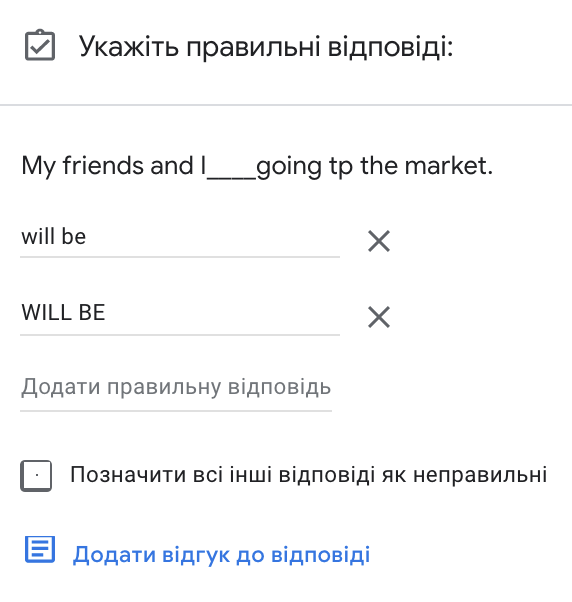 Укажіть правильні відповіді:
My friends and I____going tp the market.
will be
WILL BE
Додати правильну відповідь
Позначити всі інші відповіді як неправильні
Додати відгук до відповіді